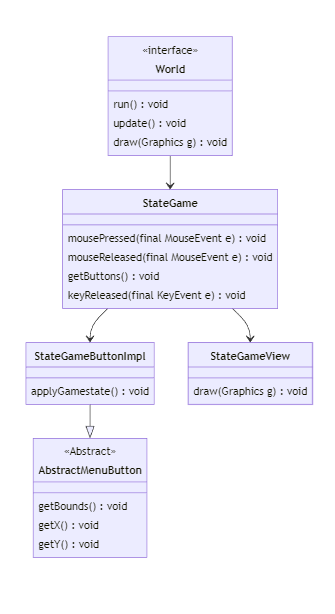 «interface»
World
run() : void
update() : void
draw(Graphics g) : void
StateGame
mousePressed(final MouseEvent e) : void
mouseReleased(final MouseEvent e) : void
getButtons() : void
keyReleased(final KeyEvent e) : void
StateGameButtonImpl
applyGamestate() : void
StateGameView
draw(Graphics g) : void
«Abstract»
AbstractMenuButton
getBounds() : void
getX() : void
getY() : void